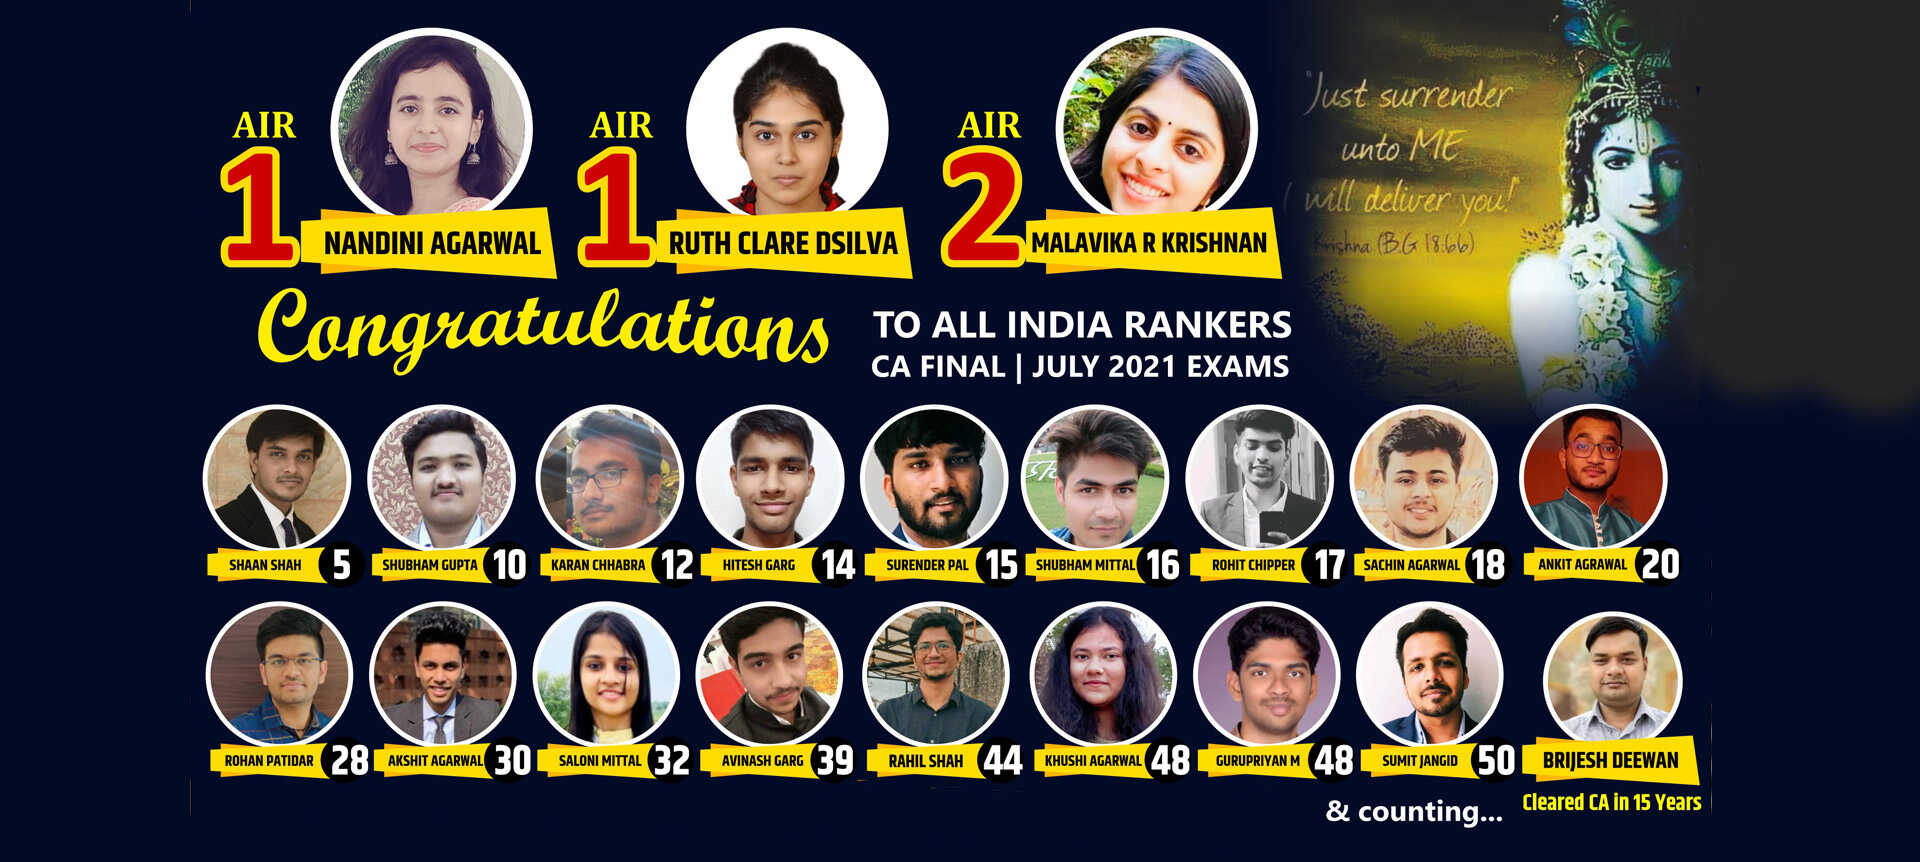 AIR
1
NANDINI AGARWAL
AIR
1
RUTH CLARE DSILVA
AIR
2
MALAVIKA R KRISHNAN
"Just surrender
unto ME
I will deliver you!"
Krishna (B.G 18:66)
Congratulations
TO ALL INDIA RANKERS
CA FINAL | JULY 2021 EXAMS
SHAAN SHAH 5
SHUBHAM GUPTA 10
KARAN CHHABRA 12
HITESH GARG 14
SURENDER PAL 15
SHUBHAM MITTAL 16
ROHIT CHIPPER 17
SACHIN AGARWAL 18
ANKIT AGRAWAL 20
ROHAN PATIDAR 28
AKSHIT AGARWAL 30
SALONI MITTAL 32
AVINASH GARG 39
RAHIL SHAH 44
KHUSHI AGARWAL 48
GURUPRIYAN M 48
SUMIT JANGID 50
BRIJESH DEEWAN
Cleared CA in 15 Years
& counting...